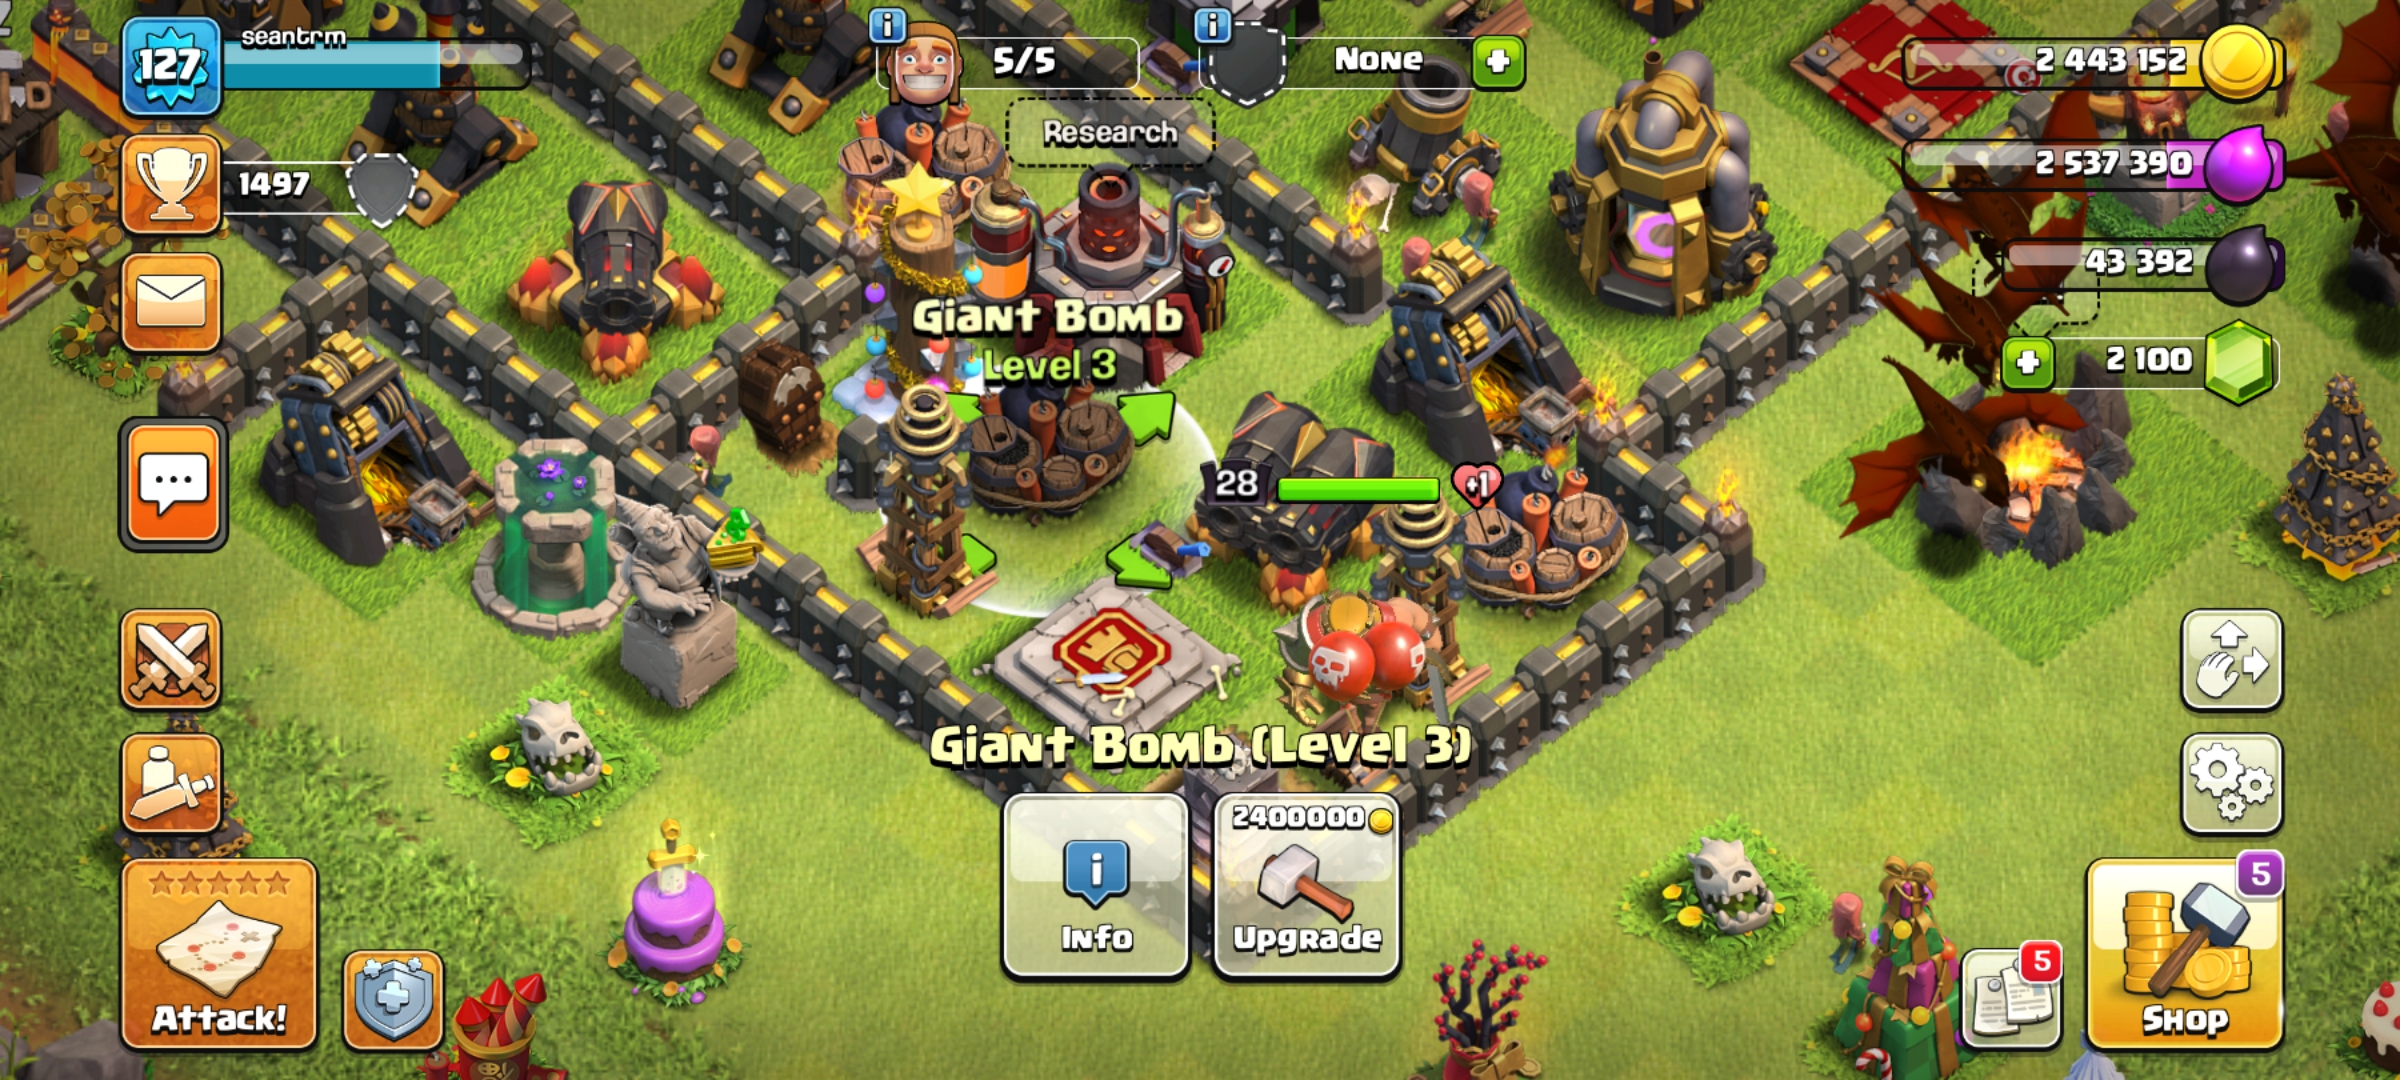 127
seantrm
5/5
None
2 443 152
Research
1497
2 537 390
43 392
2 100
Giant Bomb
Level 3
28
+1
Giant Bomb (Level 3)
Info
2400000
Upgrade
Attack!
5
5
Shop